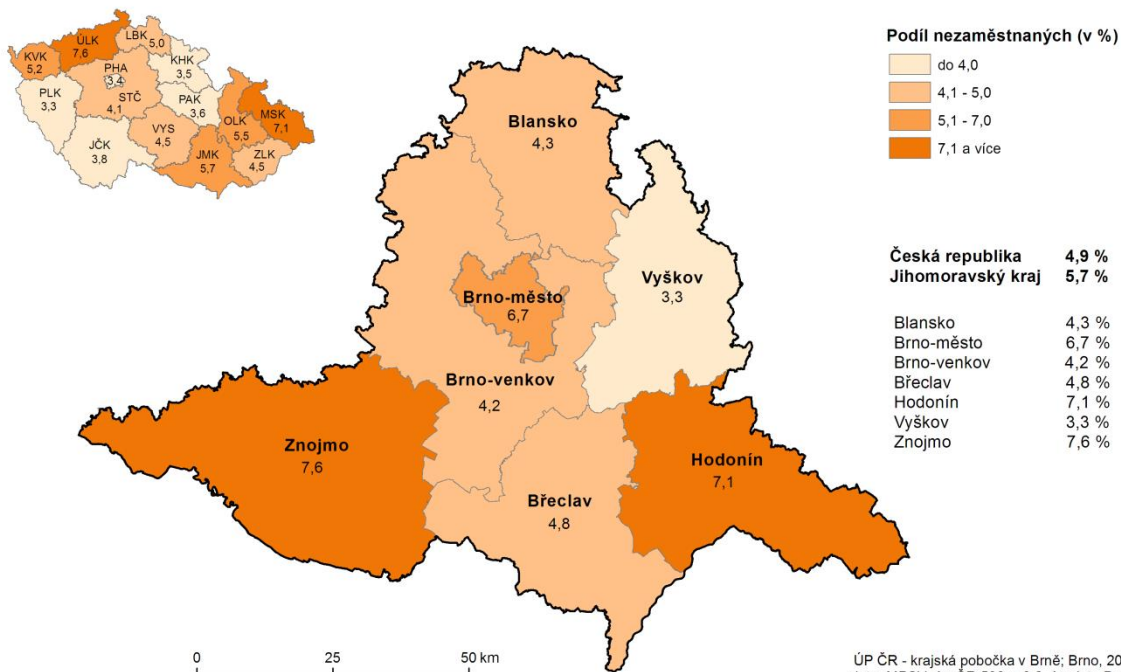 ÚLK
7,6
LBK
5,0
KVK
5,2
KHK
3,5
PHA
3,4
PLK
3,3
STČ
4,1
PAK
3,6
MSK
7,1
OLK
5,5
VYS
4,5
JČK
3,8
JMK
5,7
ZLK
4,5
Podíl nezaměstnaných (v %)
do 4,0
4,1 - 5,0
5,1 - 7,0
7,1 a více
Blansko
4,3
Vyškov
3,3
Brno-město
6,7
Brno-venkov
4,2
Znojmo
7,6
Hodonín
7,1
Břeclav
4,8
Česká republika 4,9 %
Jihomoravský kraj 5,7 %
Blansko 4,3 %
Brno-město 6,7 %
Brno-venkov 4,2 %
Břeclav 4,8 %
Hodonín 7,1 %
Vyškov 3,3 %
Znojmo 7,6 %
0 25 50 km
ÚP ČR - krajská pobočka v Brně; Brno, 20